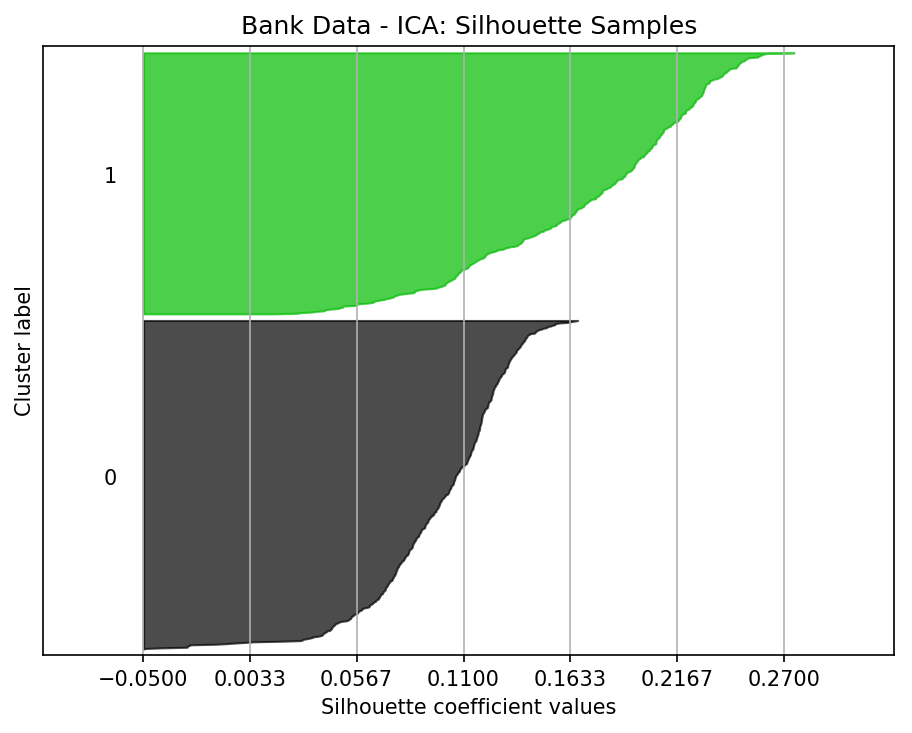 Bank Data - ICA: Silhouette Samples
1
0
Cluster label
−0.0500 0.0033 0.0567 0.1100 0.1633 0.2167 0.2700
Silhouette coefficient values